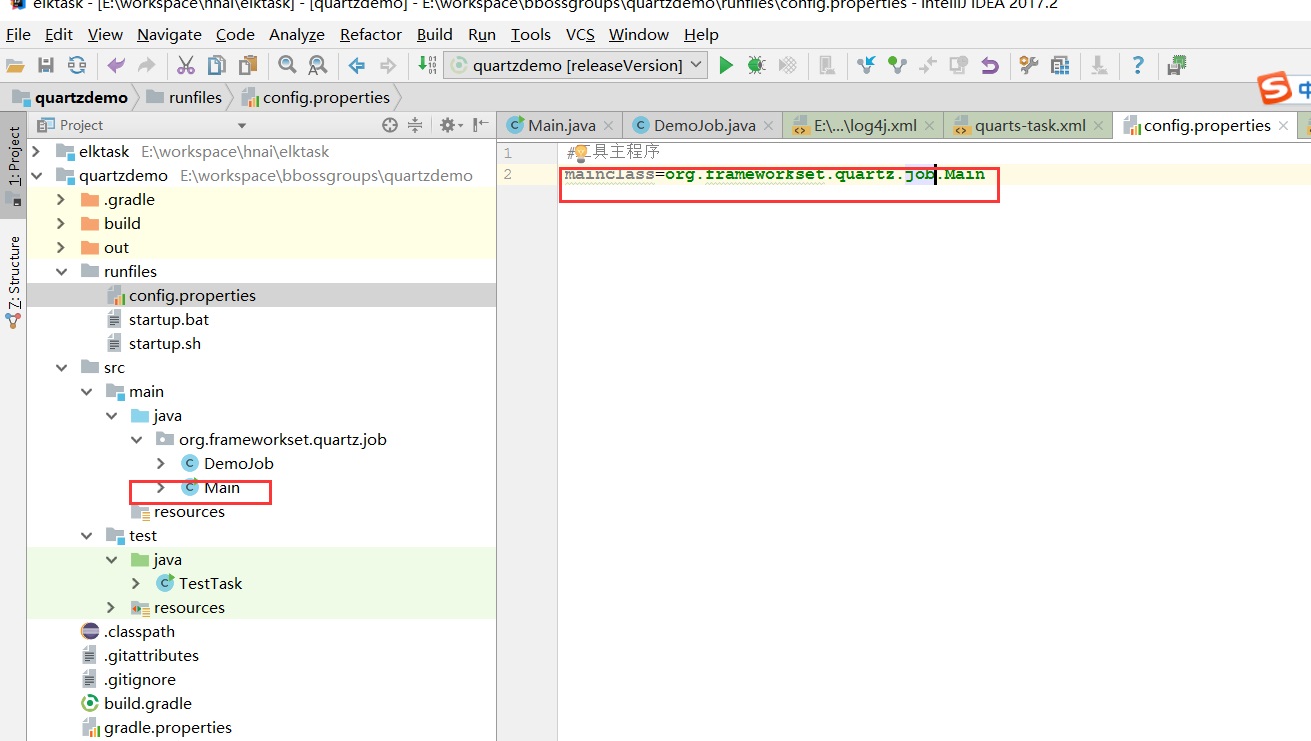 elktask - [E:\workspace\hnai\elktask] - [quartzdemo] - E:\workspace\bbossgroups\quartzdemo\runfiles\config.properties - IntelliJ IDEA 2017.2
File Edit View Navigate Code Analyze Refactor Build Run Tools VCS Window Help
quartzdemo [releaseVersion]
quartzdemo runfiles config.properties
Project
Main.java DemoJob.java E:\...\log4j.xml quarts-task.xml config.properties
1: Project
Z: Structure
elktask E:\workspace\hnai\elktask
quartzdemo E:\workspace\bbossgroups\quartzdemo
.gradle
build
out
runfiles
config.properties
startup.bat
startup.sh
src
main
java
org.frameworkset.quartz.job
DemoJob
Main
resources
test
java
TestTask
resources
.classpath
.gitattributes
.gitignore
build.gradle
gradle.properties
1 #工具主程序
2 mainclass=org.frameworkset.quartz.job.Main